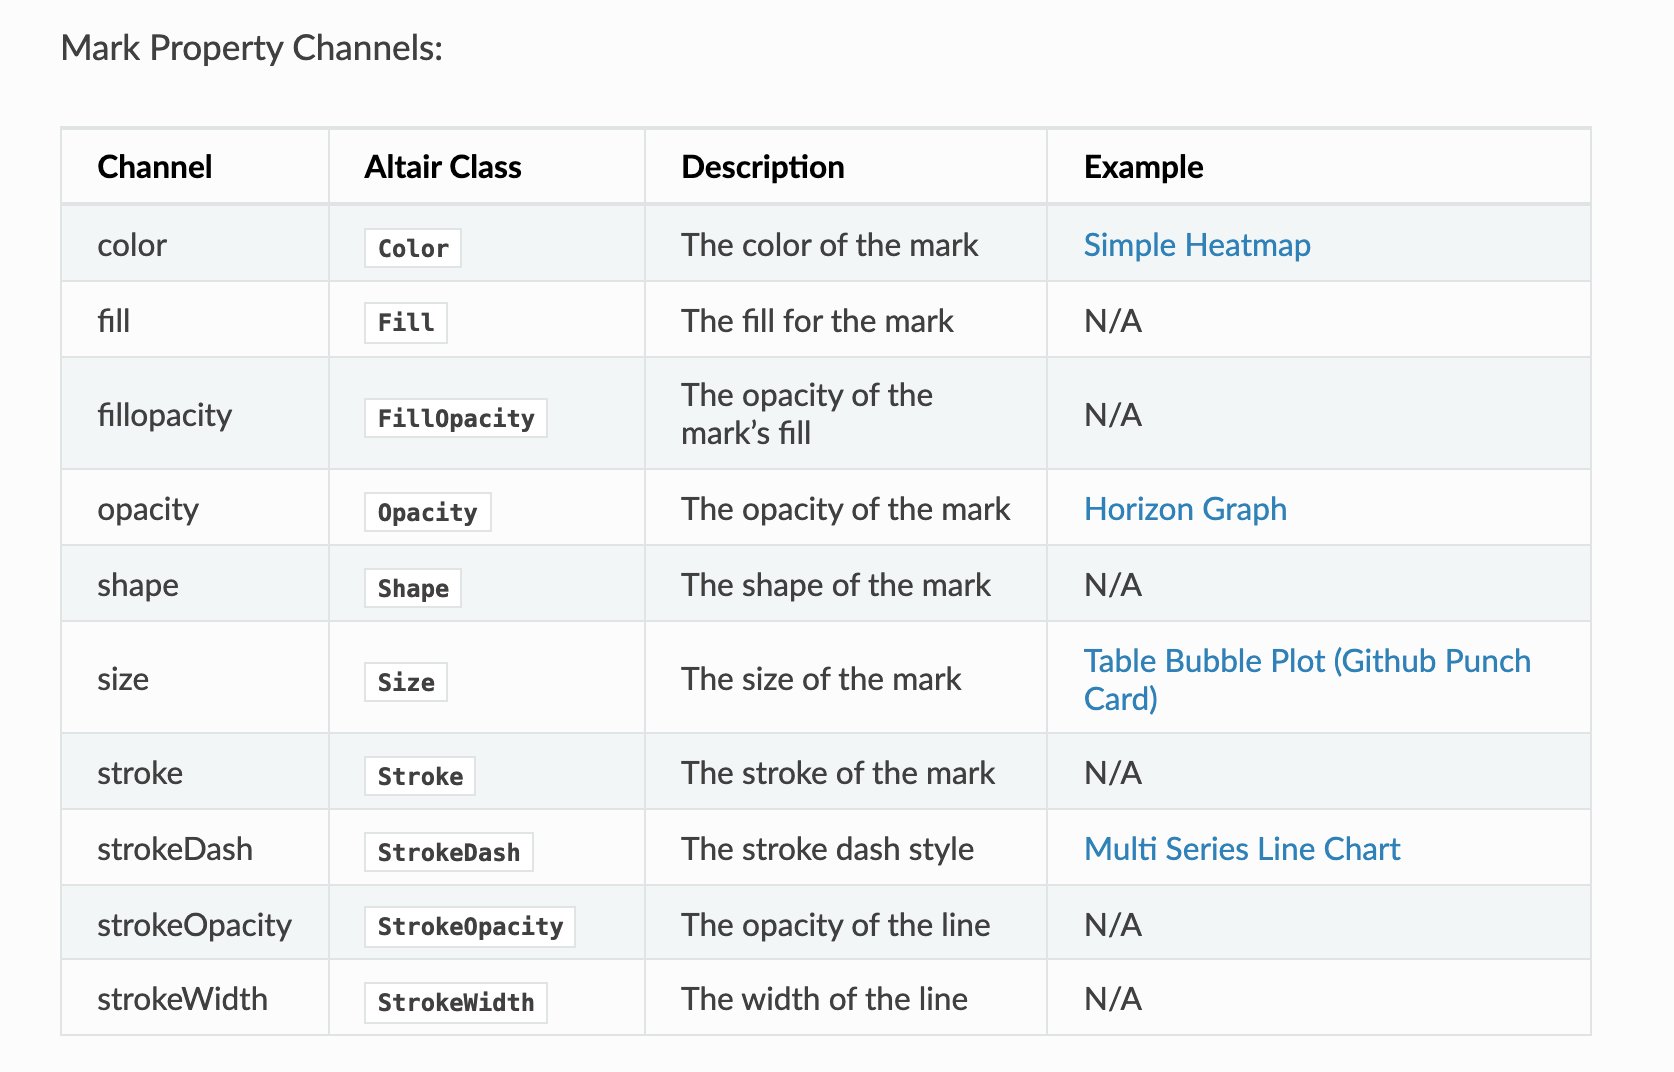 Mark Property Channels:
Channel Altair Class Description Example
color Color The color of the mark Simple Heatmap
fill Fill The fill for the mark N/A
fillopacity FillOpacity The opacity of the mark’s fill N/A
opacity Opacity The opacity of the mark Horizon Graph
shape Shape The shape of the mark N/A
size Size The size of the mark Table Bubble Plot (Github Punch Card)
stroke Stroke The stroke of the mark N/A
strokeDash StrokeDash The stroke dash style Multi Series Line Chart
strokeOpacity StrokeOpacity The opacity of the line N/A
strokeWidth StrokeWidth The width of the line N/A